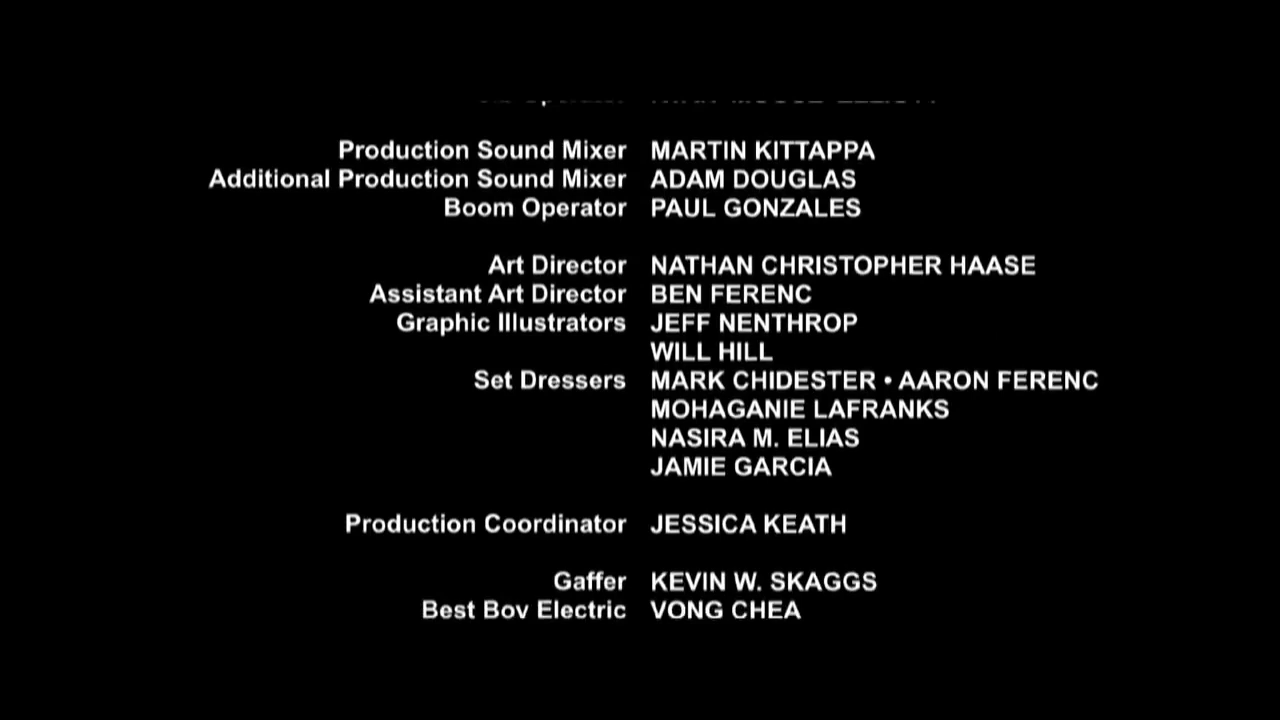 Production Sound Mixer MARTIN KITTAPPA
Additional Production Sound Mixer ADAM DOUGLAS
Boom Operator PAUL GONZALES
Art Director NATHAN CHRISTOPHER HAASE
Assistant Art Director BEN FERENC
Graphic Illustrators JEFF NENTHROP
WILL HILL
Set Dressers MARK CHIDESTER • AARON FERENC
MOHAGANIE LAFRANKS
NASIRA M. ELIAS
JAMIE GARCIA
Production Coordinator JESSICA KEATH
Gaffer KEVIN W. SKAGGS
Best Boy Electric VONG CHEA